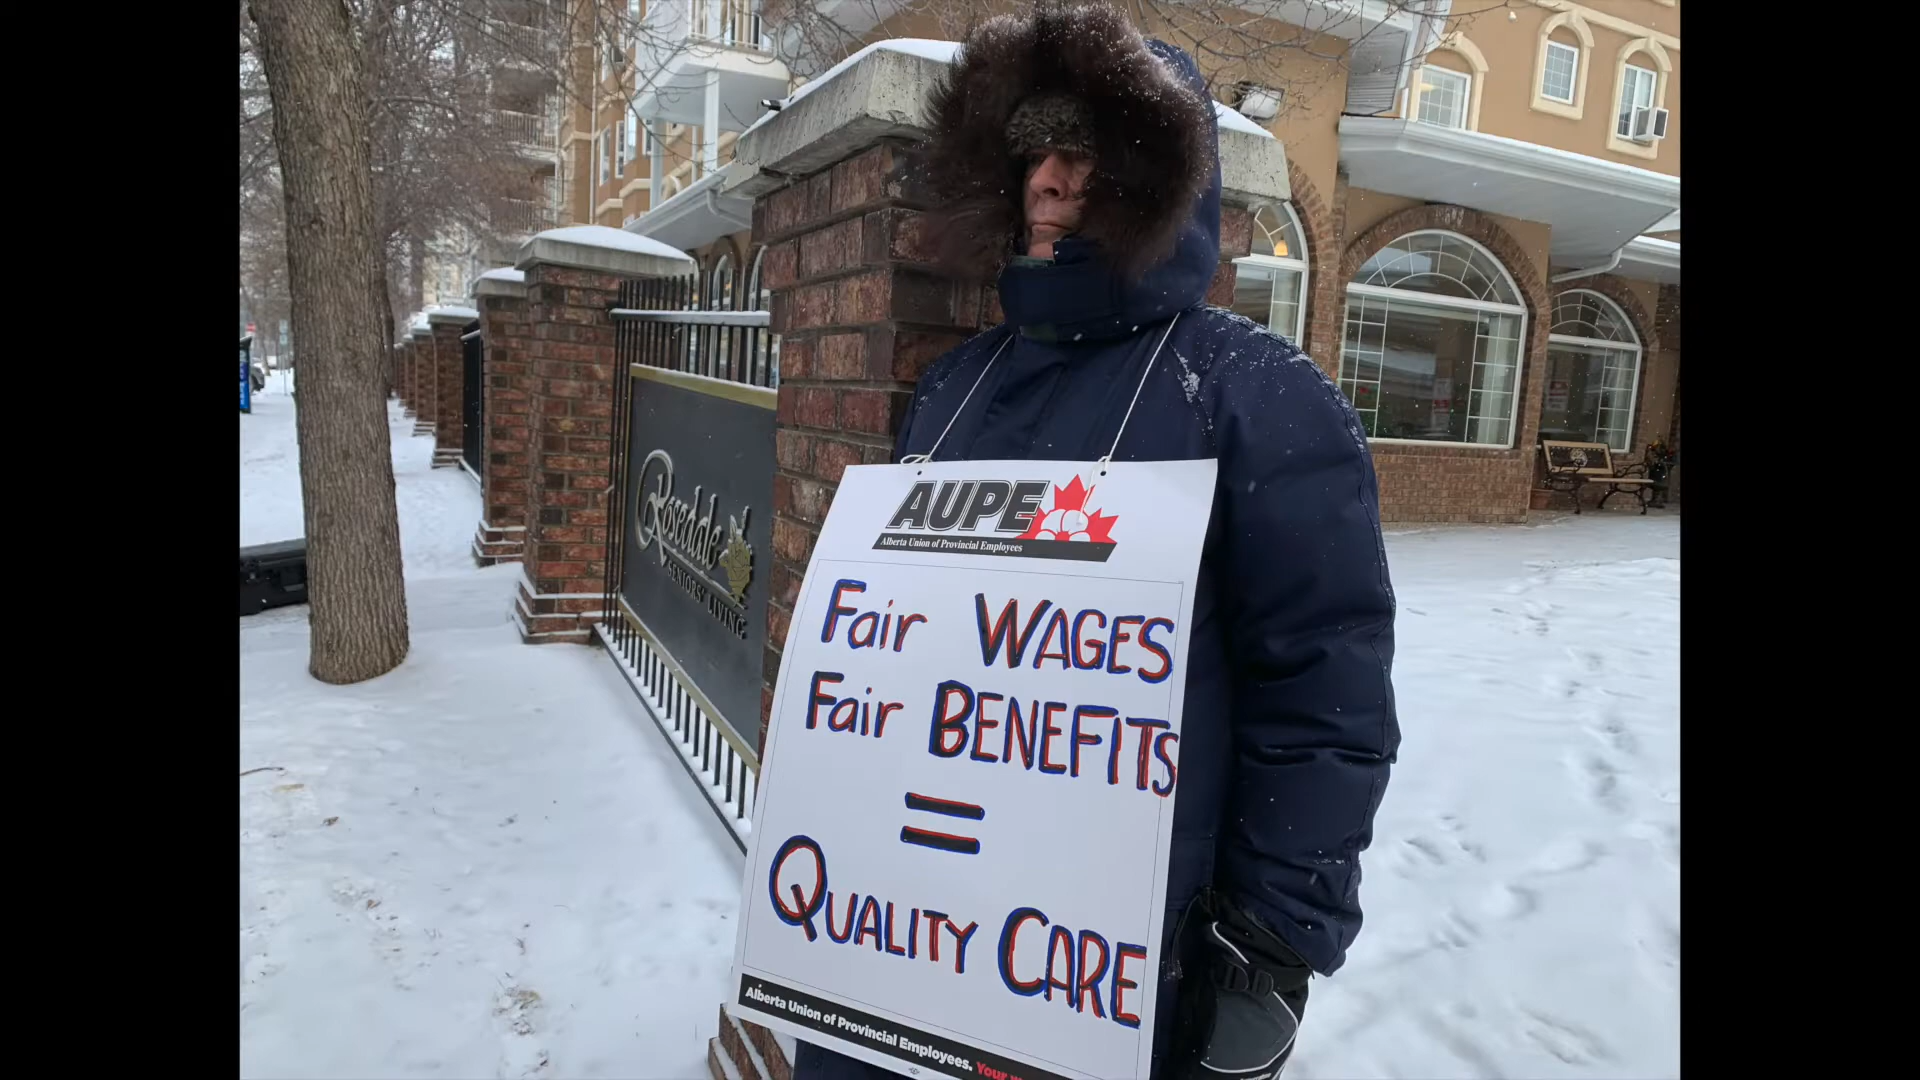 Rosedale
SENIORS' LIVING
AUPE
Alberta Union of Provincial Employees
Fair WAGES
Fair BENEFITS
=
QUALITY CARE
Alberta Union of Provincial Employees. Your